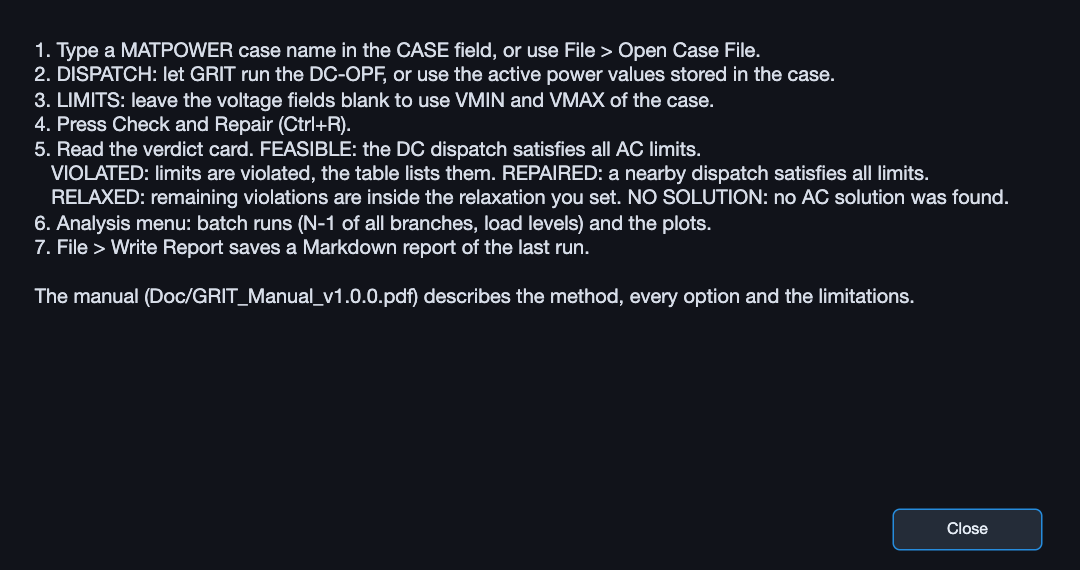 1. Type a MATPOWER case name in the CASE field, or use File > Open Case File.
2. DISPATCH: let GRIT run the DC-OPF, or use the active power values stored in the case.
3. LIMITS: leave the voltage fields blank to use VMIN and VMAX of the case.
4. Press Check and Repair (Ctrl+R).
5. Read the verdict card. FEASIBLE: the DC dispatch satisfies all AC limits.
VIOLATED: limits are violated, the table lists them. REPAIRED: a nearby dispatch satisfies all limits.
RELAXED: remaining violations are inside the relaxation you set. NO SOLUTION: no AC solution was found.
6. Analysis menu: batch runs (N-1 of all branches, load levels) and the plots.
7. File > Write Report saves a Markdown report of the last run.
The manual (Doc/GRIT_Manual_v1.0.0.pdf) describes the method, every option and the limitations.
Close